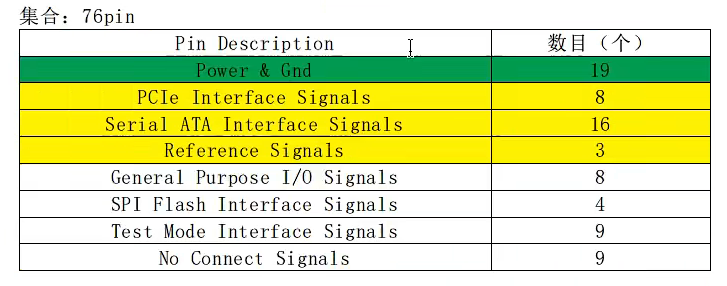 集合：76pin
Pin Description 数目（个）
Power & Gnd 19
PCIe Interface Signals 8
Serial ATA Interface Signals 16
Reference Signals 3
General Purpose I/O Signals 8
SPI Flash Interface Signals 4
Test Mode Interface Signals 9
No Connect Signals 9